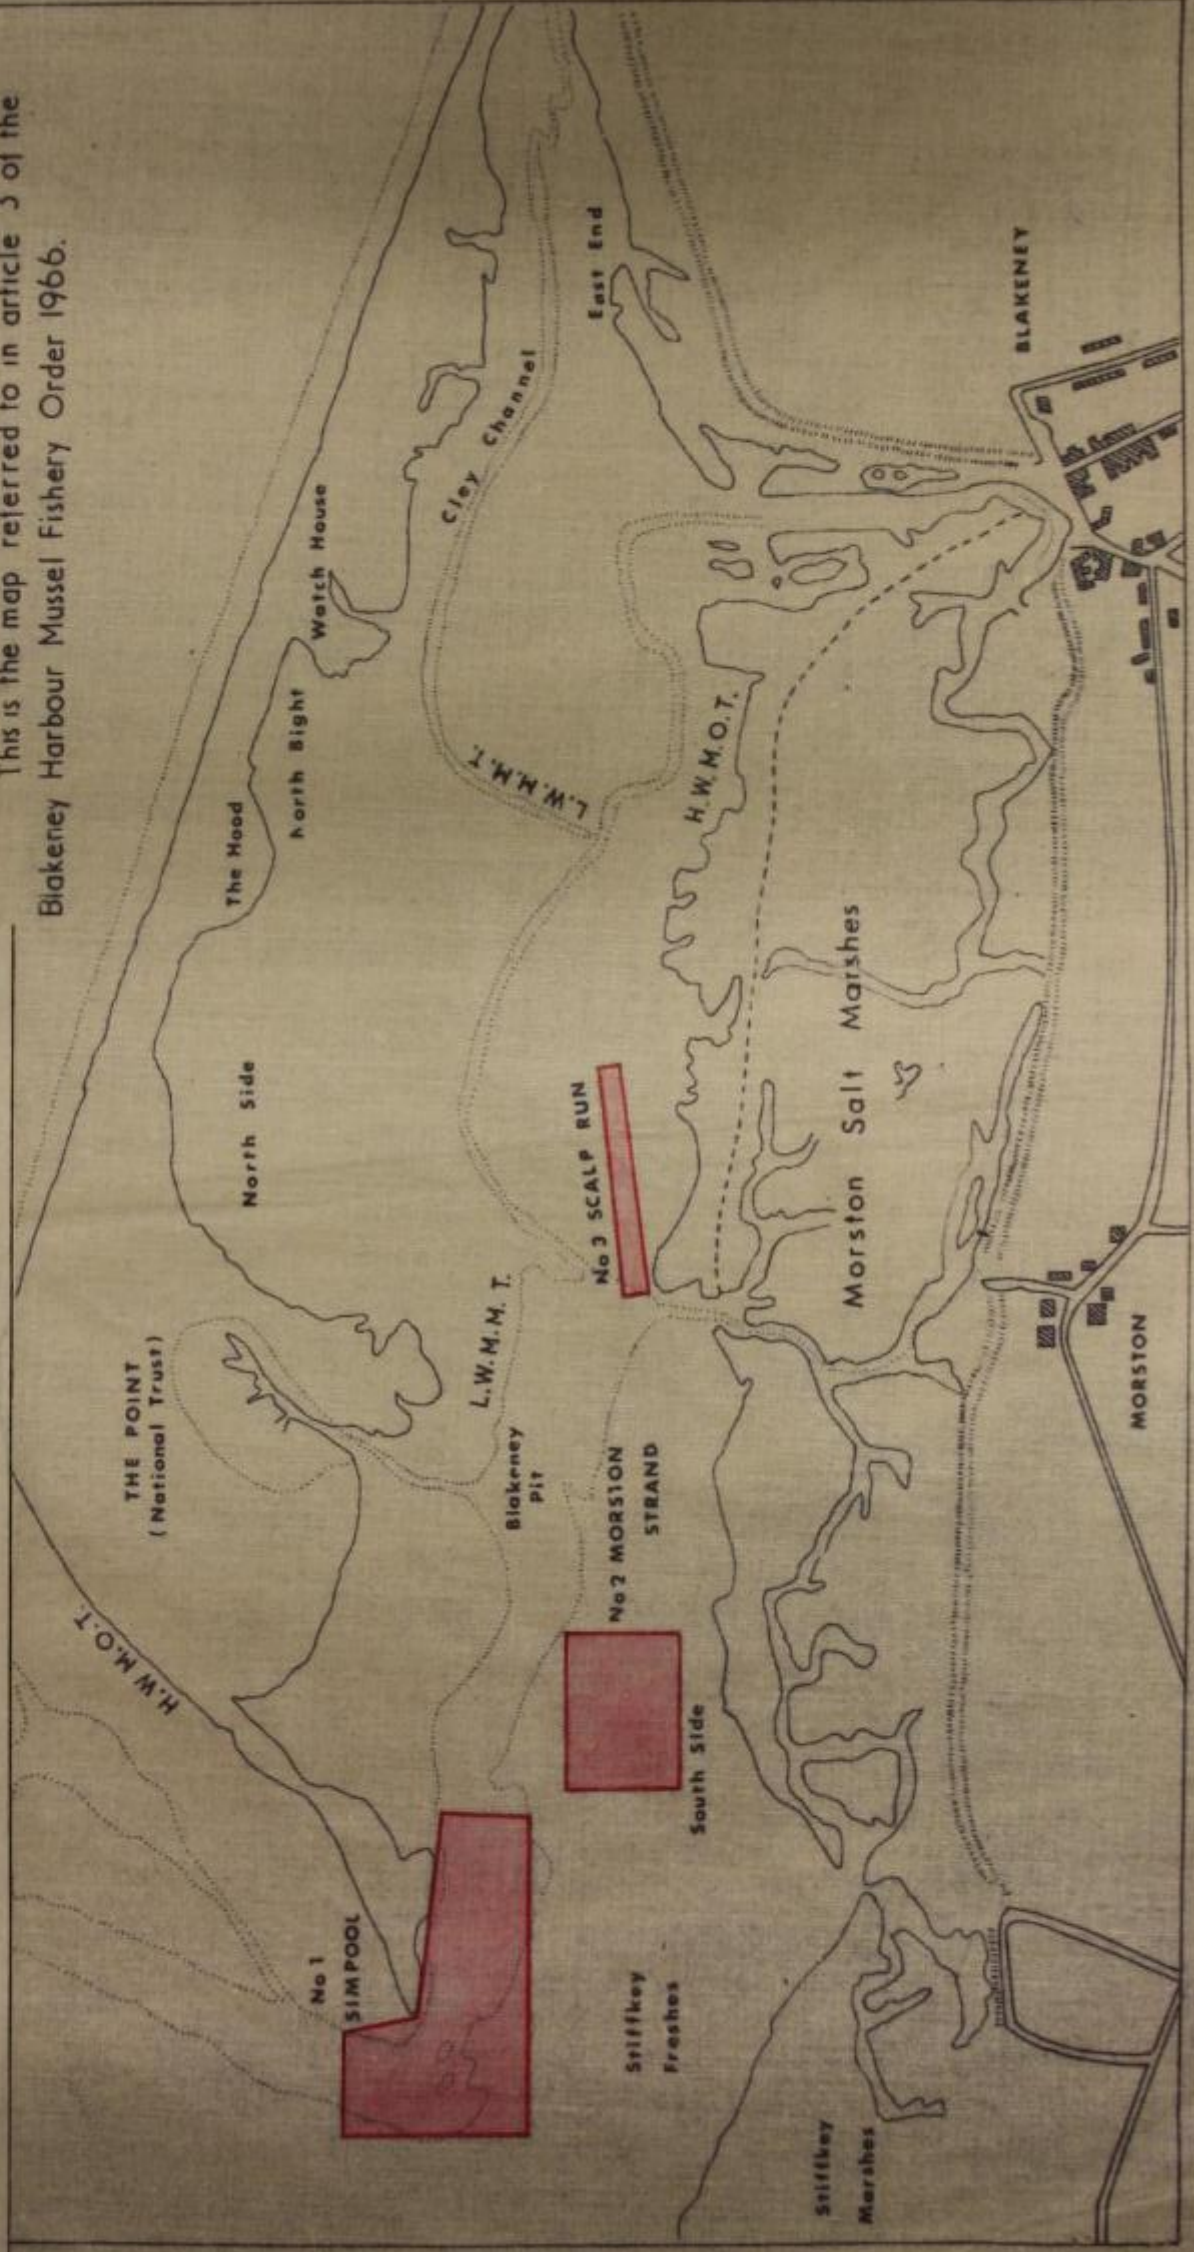 This is the map referred to in article 3 of the
Blakeney Harbour Mussel Fishery Order 1966.
THE POINT
(National Trust)
H.W.M.O.T.
North Side
The Hood
North Bight
Watch House
No 1
SIMPOOL
L.W.M.M.T.
Blakeney
Pit
L.W.M.M.T.
Cley Channel
East End
No 2 MORSTON
STRAND
No 3 SCALP RUN
H.W.M.O.T.
Stiffkey
Freshes
South Side
Stiffkey
Marshes
Morston Salt Marshes
MORSTON
BLAKENEY